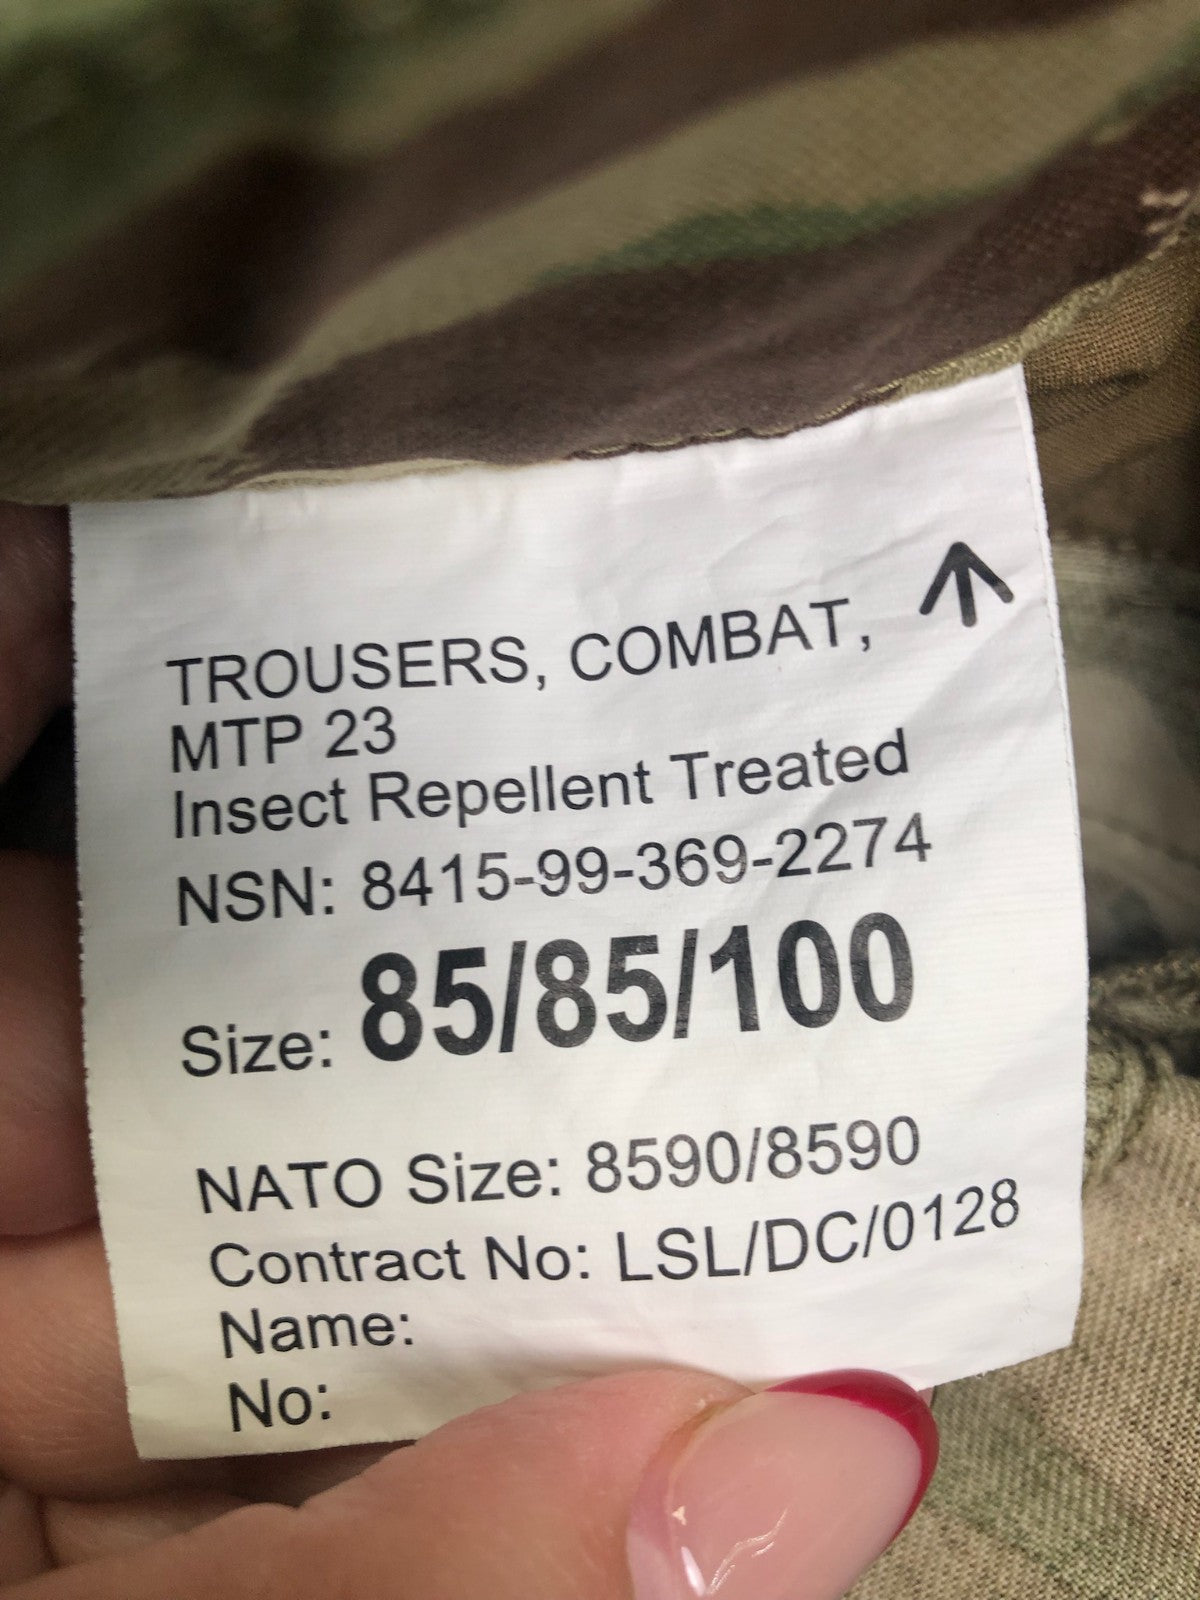 TROUSERS, COMBAT,
MTP 23
Insect Repellent Treated
NSN: 8415-99-369-2274
Size: 85/85/100
NATO Size: 8590/8590
Contract No: LSL/DC/0128
Name:
No: